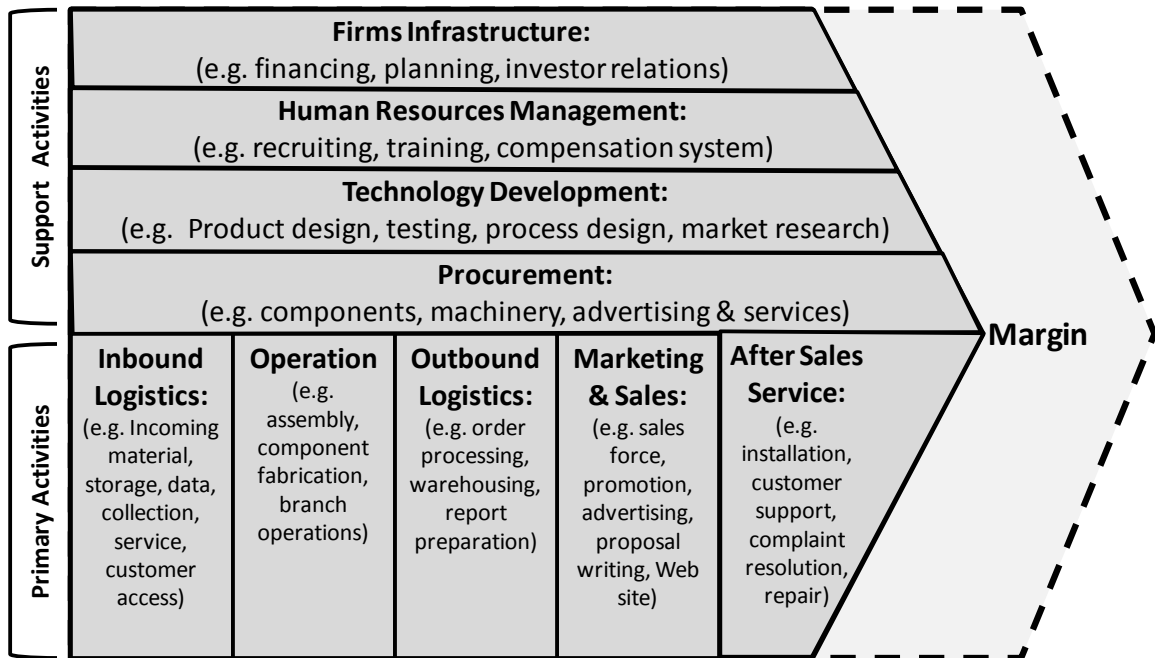 Support Activities
Firms Infrastructure:
(e.g. financing, planning, investor relations)
Human Resources Management:
(e.g. recruiting, training, compensation system)
Technology Development:
(e.g. Product design, testing, process design, market research)
Procurement:
(e.g. components, machinery, advertising & services)
Primary Activities
Inbound
Logistics:
(e.g. Incoming
material,
storage, data,
collection,
service,
customer
access)
Operation
(e.g.
assembly,
component
fabrication,
branch
operations)
Outbound
Logistics:
(e.g. order
processing,
warehousing,
report
preparation)
Marketing
& Sales:
(e.g. sales
force,
promotion,
advertising,
proposal
writing, Web
site)
After Sales
Service:
(e.g.
installation,
customer
support,
complaint
resolution,
repair)
Margin